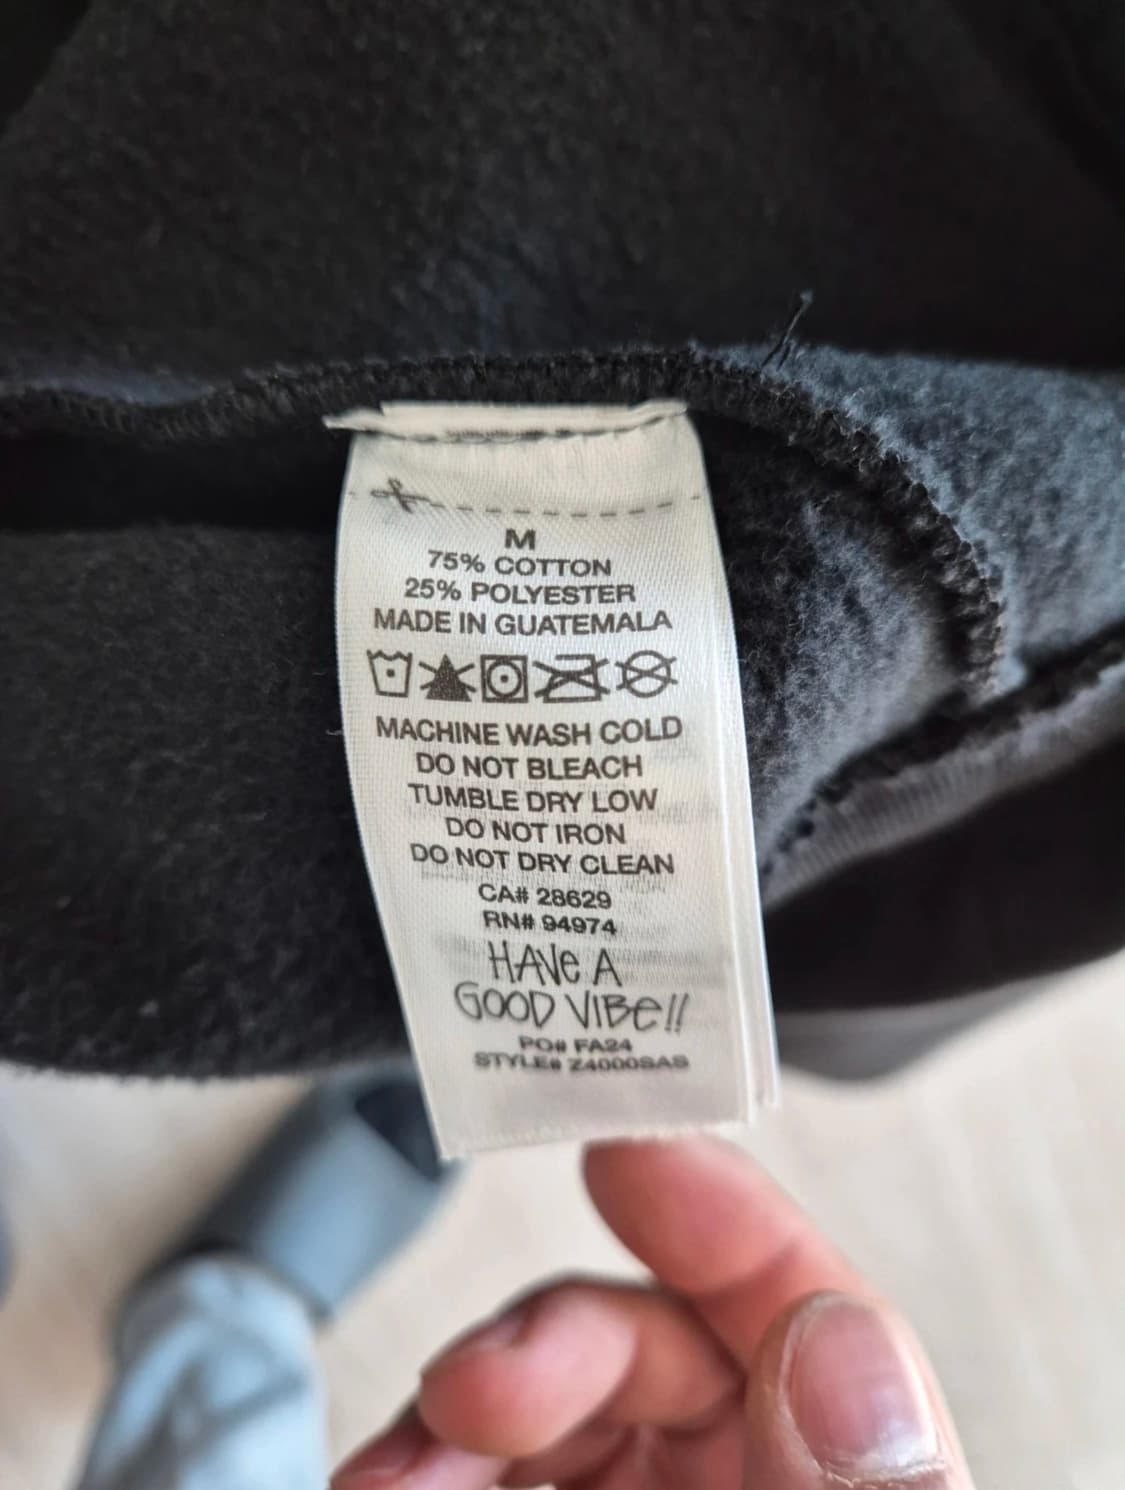 M
75% COTTON
25% POLYESTER
MADE IN GUATEMALA
MACHINE WASH COLD
DO NOT BLEACH
TUMBLE DRY LOW
DO NOT IRON
DO NOT DRY CLEAN
CA# 28629
RN# 94974
HAVE A
GOOD VIBE!!
PO# FA24
STYLE# Z4000SAS